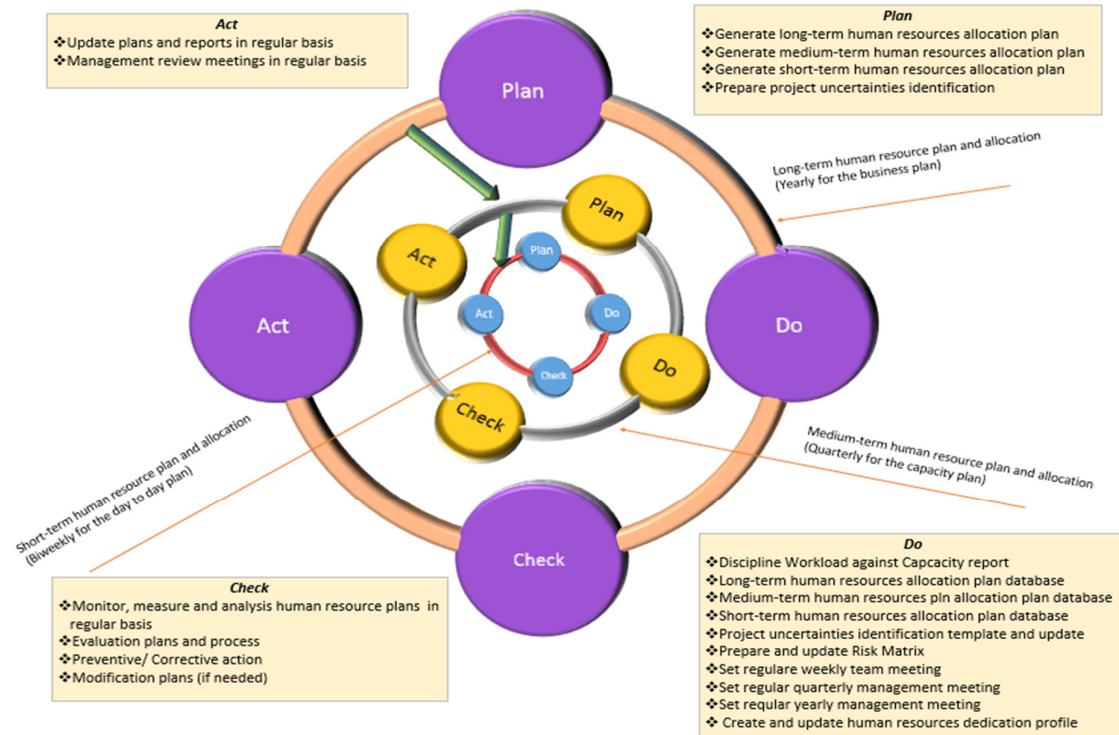 Act
❖Update plans and reports in regular basis
❖Management review meetings in regular basis
Plan
❖Generate long-term human resources allocation plan
❖Generate medium-term human resources allocation plan
❖Generate short-term human resources allocation plan
❖Prepare project uncertainties identification
Plan
Do
Check
Act
Plan
Do
Check
Act
Plan
Do
Check
Act
Long-term human resource plan and allocation
(Yearly for the business plan)
Medium-term human resource plan and allocation
(Quarterly for the capacity plan)
Short-term human resource plan and allocation
(Biweekly for the day to day plan)
Check
❖Monitor, measure and analysis human resource plans in
regular basis
❖Evaluation plans and process
❖Preventive/ Corrective action
❖Modification plans (if needed)
Do
❖Discipline Workload against Capcacity report
❖Long-term human resources allocation plan database
❖Medium-term human resources pln allocation plan database
❖Short-term human resources allocation plan database
❖Project uncertainties identification template and update
❖Prepare and update Risk Matrix
❖Set regulare weekly team meeting
❖Set regular quarterly management meeting
❖Set reqular yearly management meeting
❖ Create and update human resources dedication profile